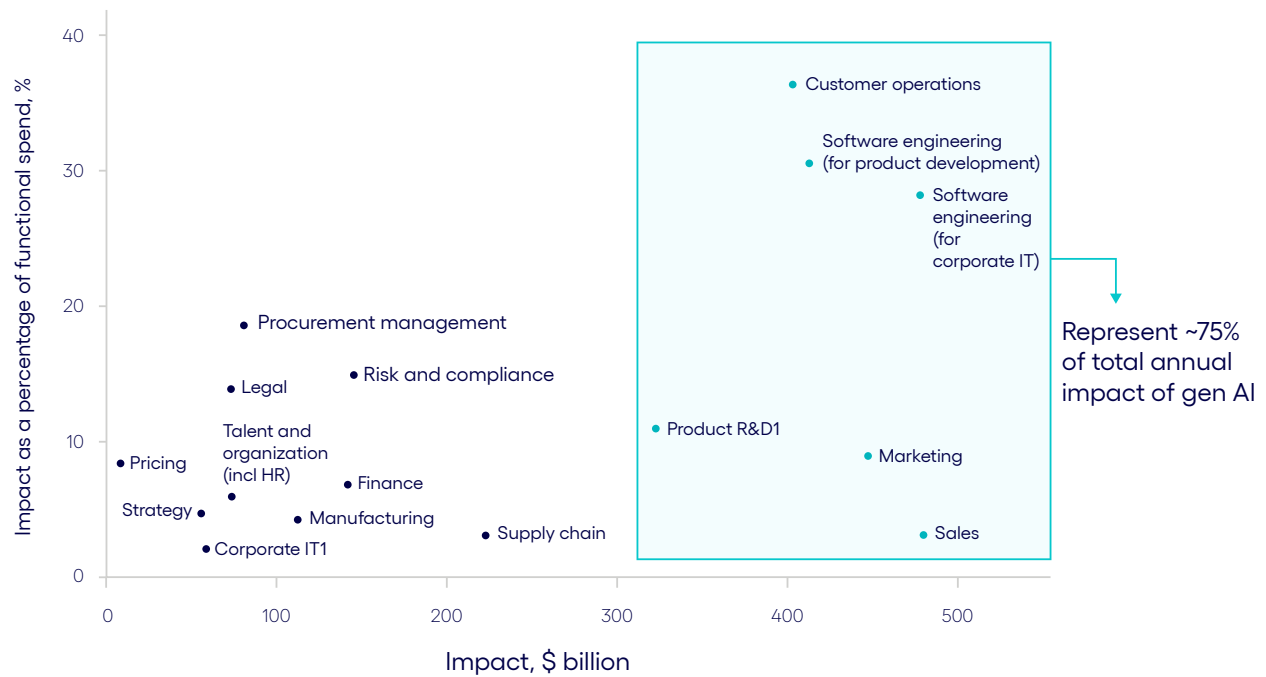 Impact as a percentage of functional spend, %
40
30
20
10
0
Customer operations
Software engineering
(for product development)
Software
engineering
(for
corporate IT)
Represent ~75%
of total annual
impact of gen AI
Procurement management
Risk and compliance
Legal
Talent and
organization
(incl HR)
Product R&D1
Marketing
Pricing
Finance
Strategy
Manufacturing
Supply chain
Sales
Corporate IT1
0
100
200
300
400
500
Impact, $ billion